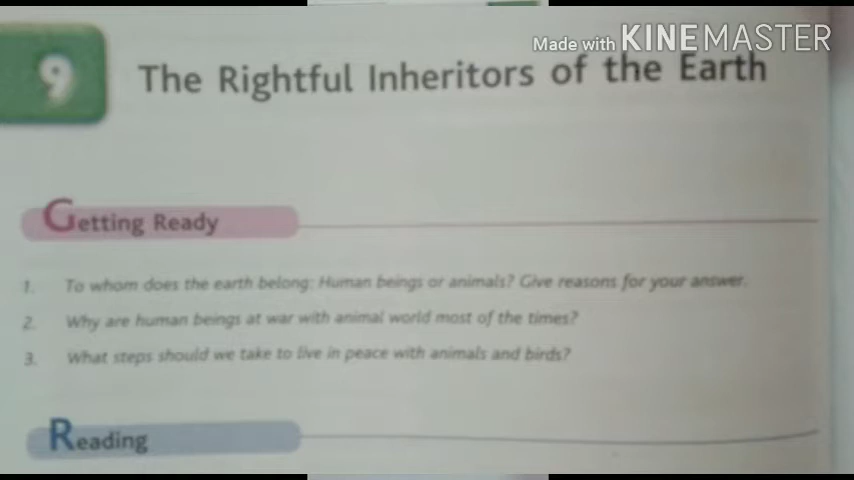 Made with KINEMASTER
9
The Rightful Inheritors of the Earth
Getting Ready
1. To whom does the earth belong: Human beings or animals? Give reasons for your answer.
2. Why are human beings at war with animal world most of the times?
3. What steps should we take to live in peace with animals and birds?
Reading